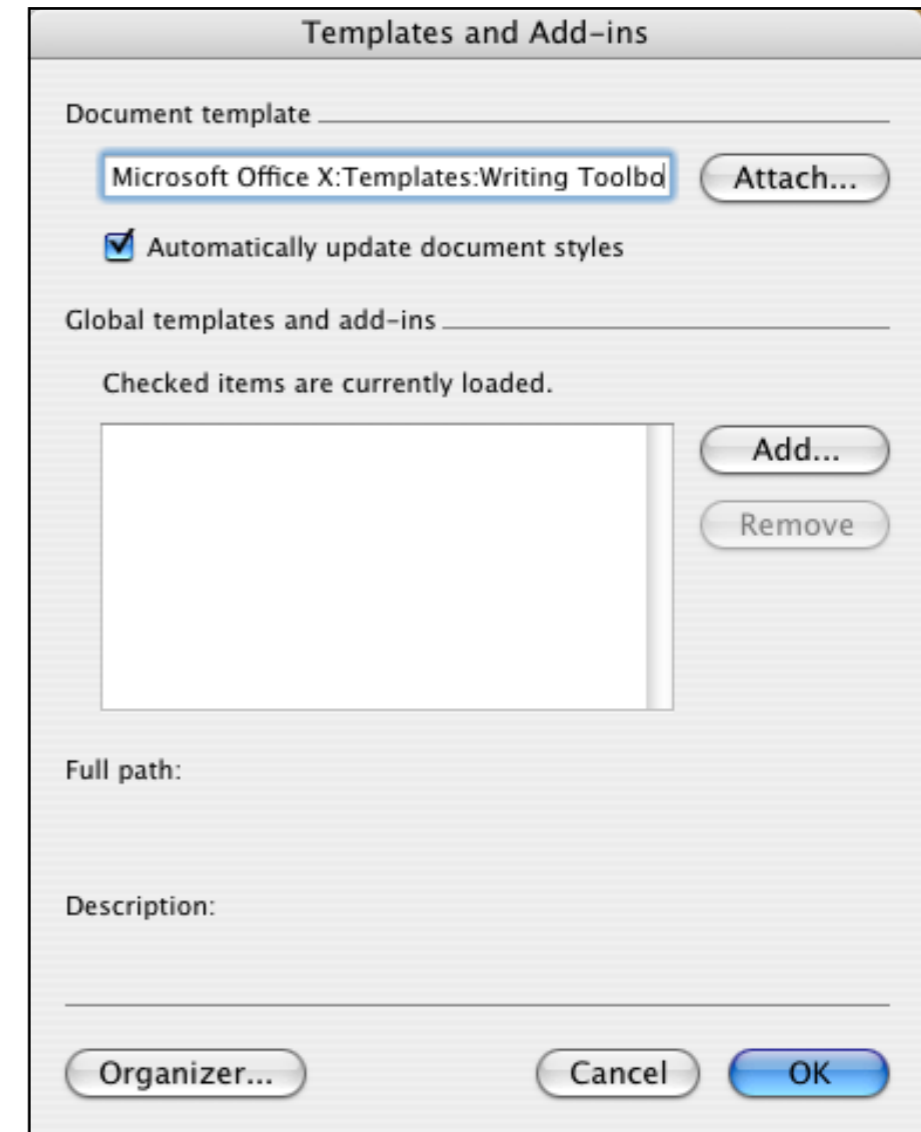 Templates and Add-ins
Document template
Microsoft Office X:Templates:Writing Toolbo
Attach...
Automatically update document styles
Global templates and add-ins
Checked items are currently loaded.
Add...
Remove
Full path:
Description:
Organizer...
Cancel
OK